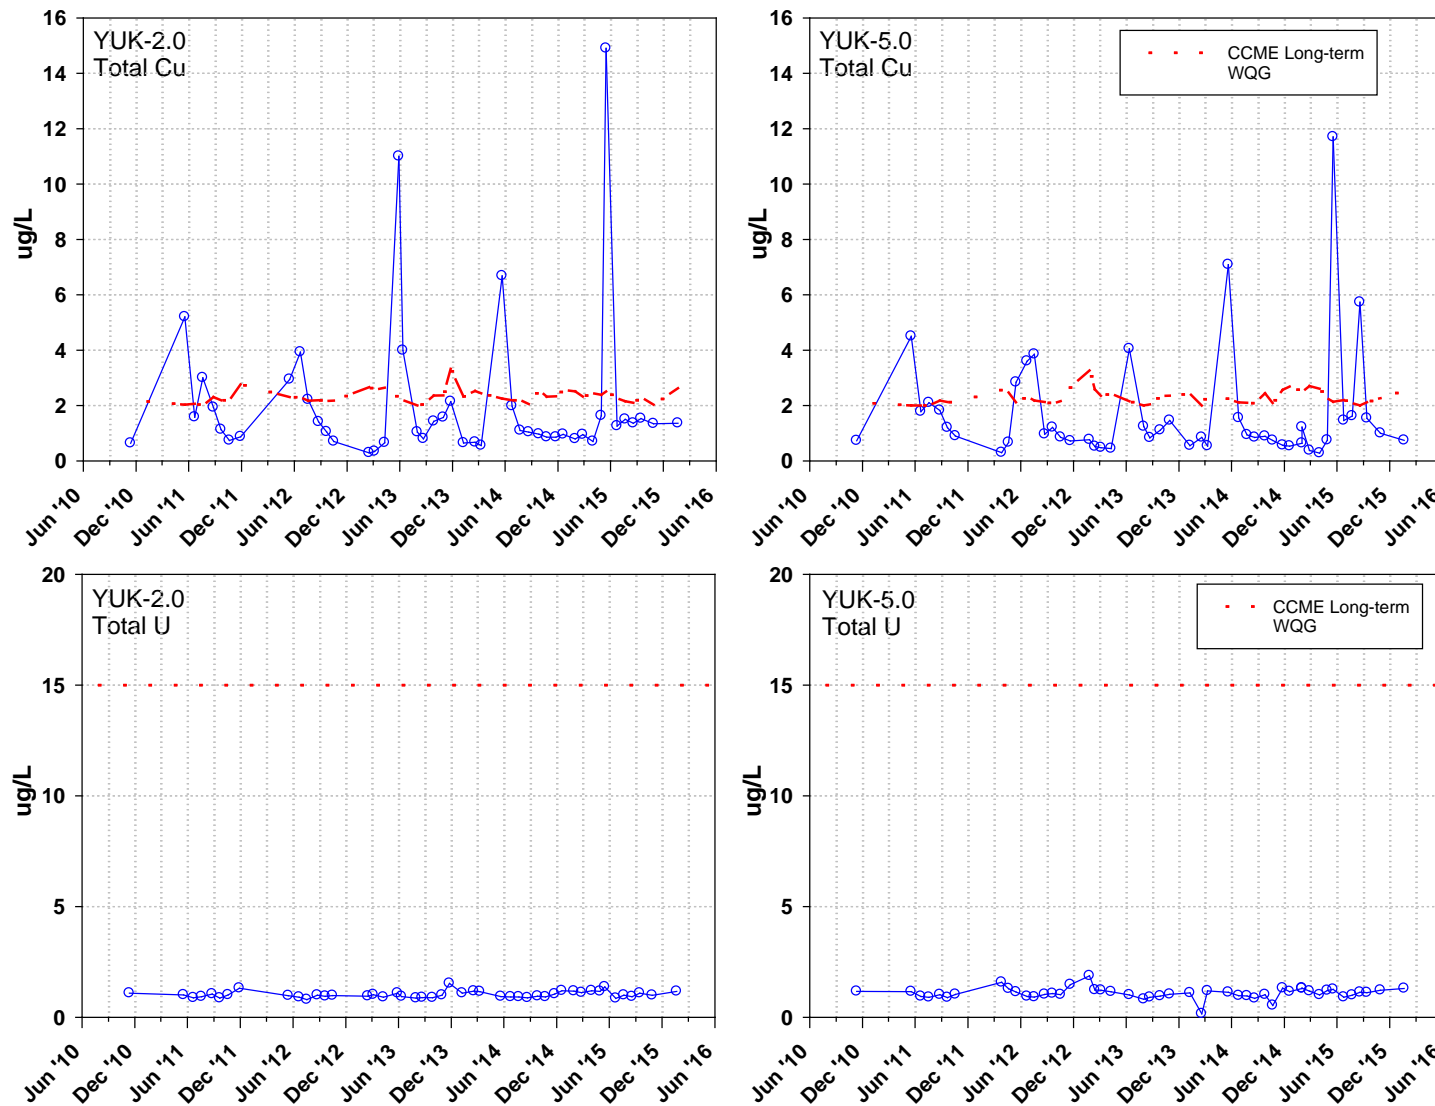 YUK-2.0
Total Cu
ug/L
16
14
12
10
8
6
4
2
0
Jun '10
Dec '10
Jun '11
Dec '11
Jun '12
Dec '12
Jun '13
Dec '13
Jun '14
Dec '14
Jun '15
Dec '15
Jun '16
YUK-5.0
Total Cu
CCME Long-term
WQG
ug/L
16
14
12
10
8
6
4
2
0
Jun '10
Dec '10
Jun '11
Dec '11
Jun '12
Dec '12
Jun '13
Dec '13
Jun '14
Dec '14
Jun '15
Dec '15
Jun '16
YUK-2.0
Total U
ug/L
20
15
10
5
0
Jun '10
Dec '10
Jun '11
Dec '11
Jun '12
Dec '12
Jun '13
Dec '13
Jun '14
Dec '14
Jun '15
Dec '15
Jun '16
YUK-5.0
Total U
CCME Long-term
WQG
ug/L
20
15
10
5
0
Jun '10
Dec '10
Jun '11
Dec '11
Jun '12
Dec '12
Jun '13
Dec '13
Jun '14
Dec '14
Jun '15
Dec '15
Jun '16